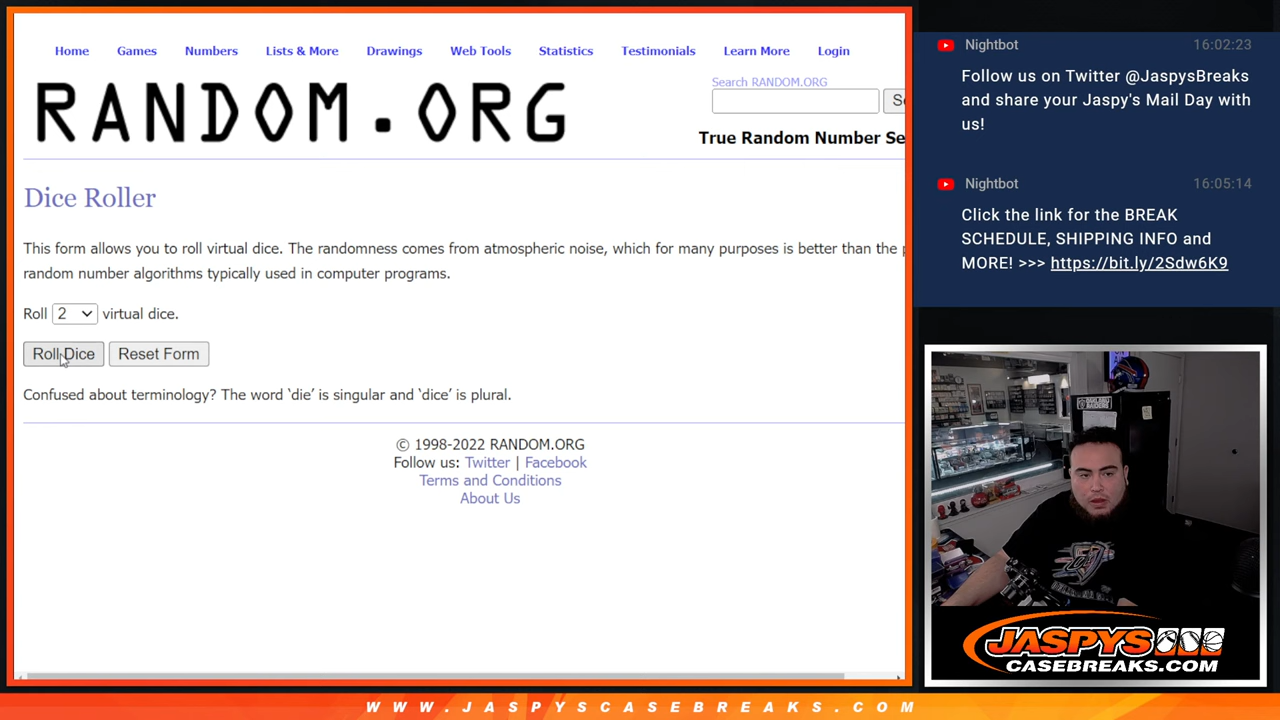 Home Games Numbers Lists & More Drawings Web Tools Statistics Testimonials Learn More Login
RANDOM.ORG
Search RANDOM.ORG
True Random Number Se
Dice Roller
This form allows you to roll virtual dice. The randomness comes from atmospheric noise, which for many purposes is better than the
random number algorithms typically used in computer programs.
Roll 2 virtual dice.
Roll Dice Reset Form
Confused about terminology? The word ‘die’ is singular and ‘dice’ is plural.
© 1998-2022 RANDOM.ORG
Follow us: Twitter | Facebook
Terms and Conditions
About Us
Nightbot 16:02:23
Follow us on Twitter @JaspysBreaks
and share your Jaspy's Mail Day with
us!
Nightbot 16:05:14
Click the link for the BREAK
SCHEDULE, SHIPPING INFO and
MORE! >>> https://bit.ly/2Sdw6K9
JASPYS
CASEBREAKS.COM
WWW.JASPYSCASEBREAKS.COM